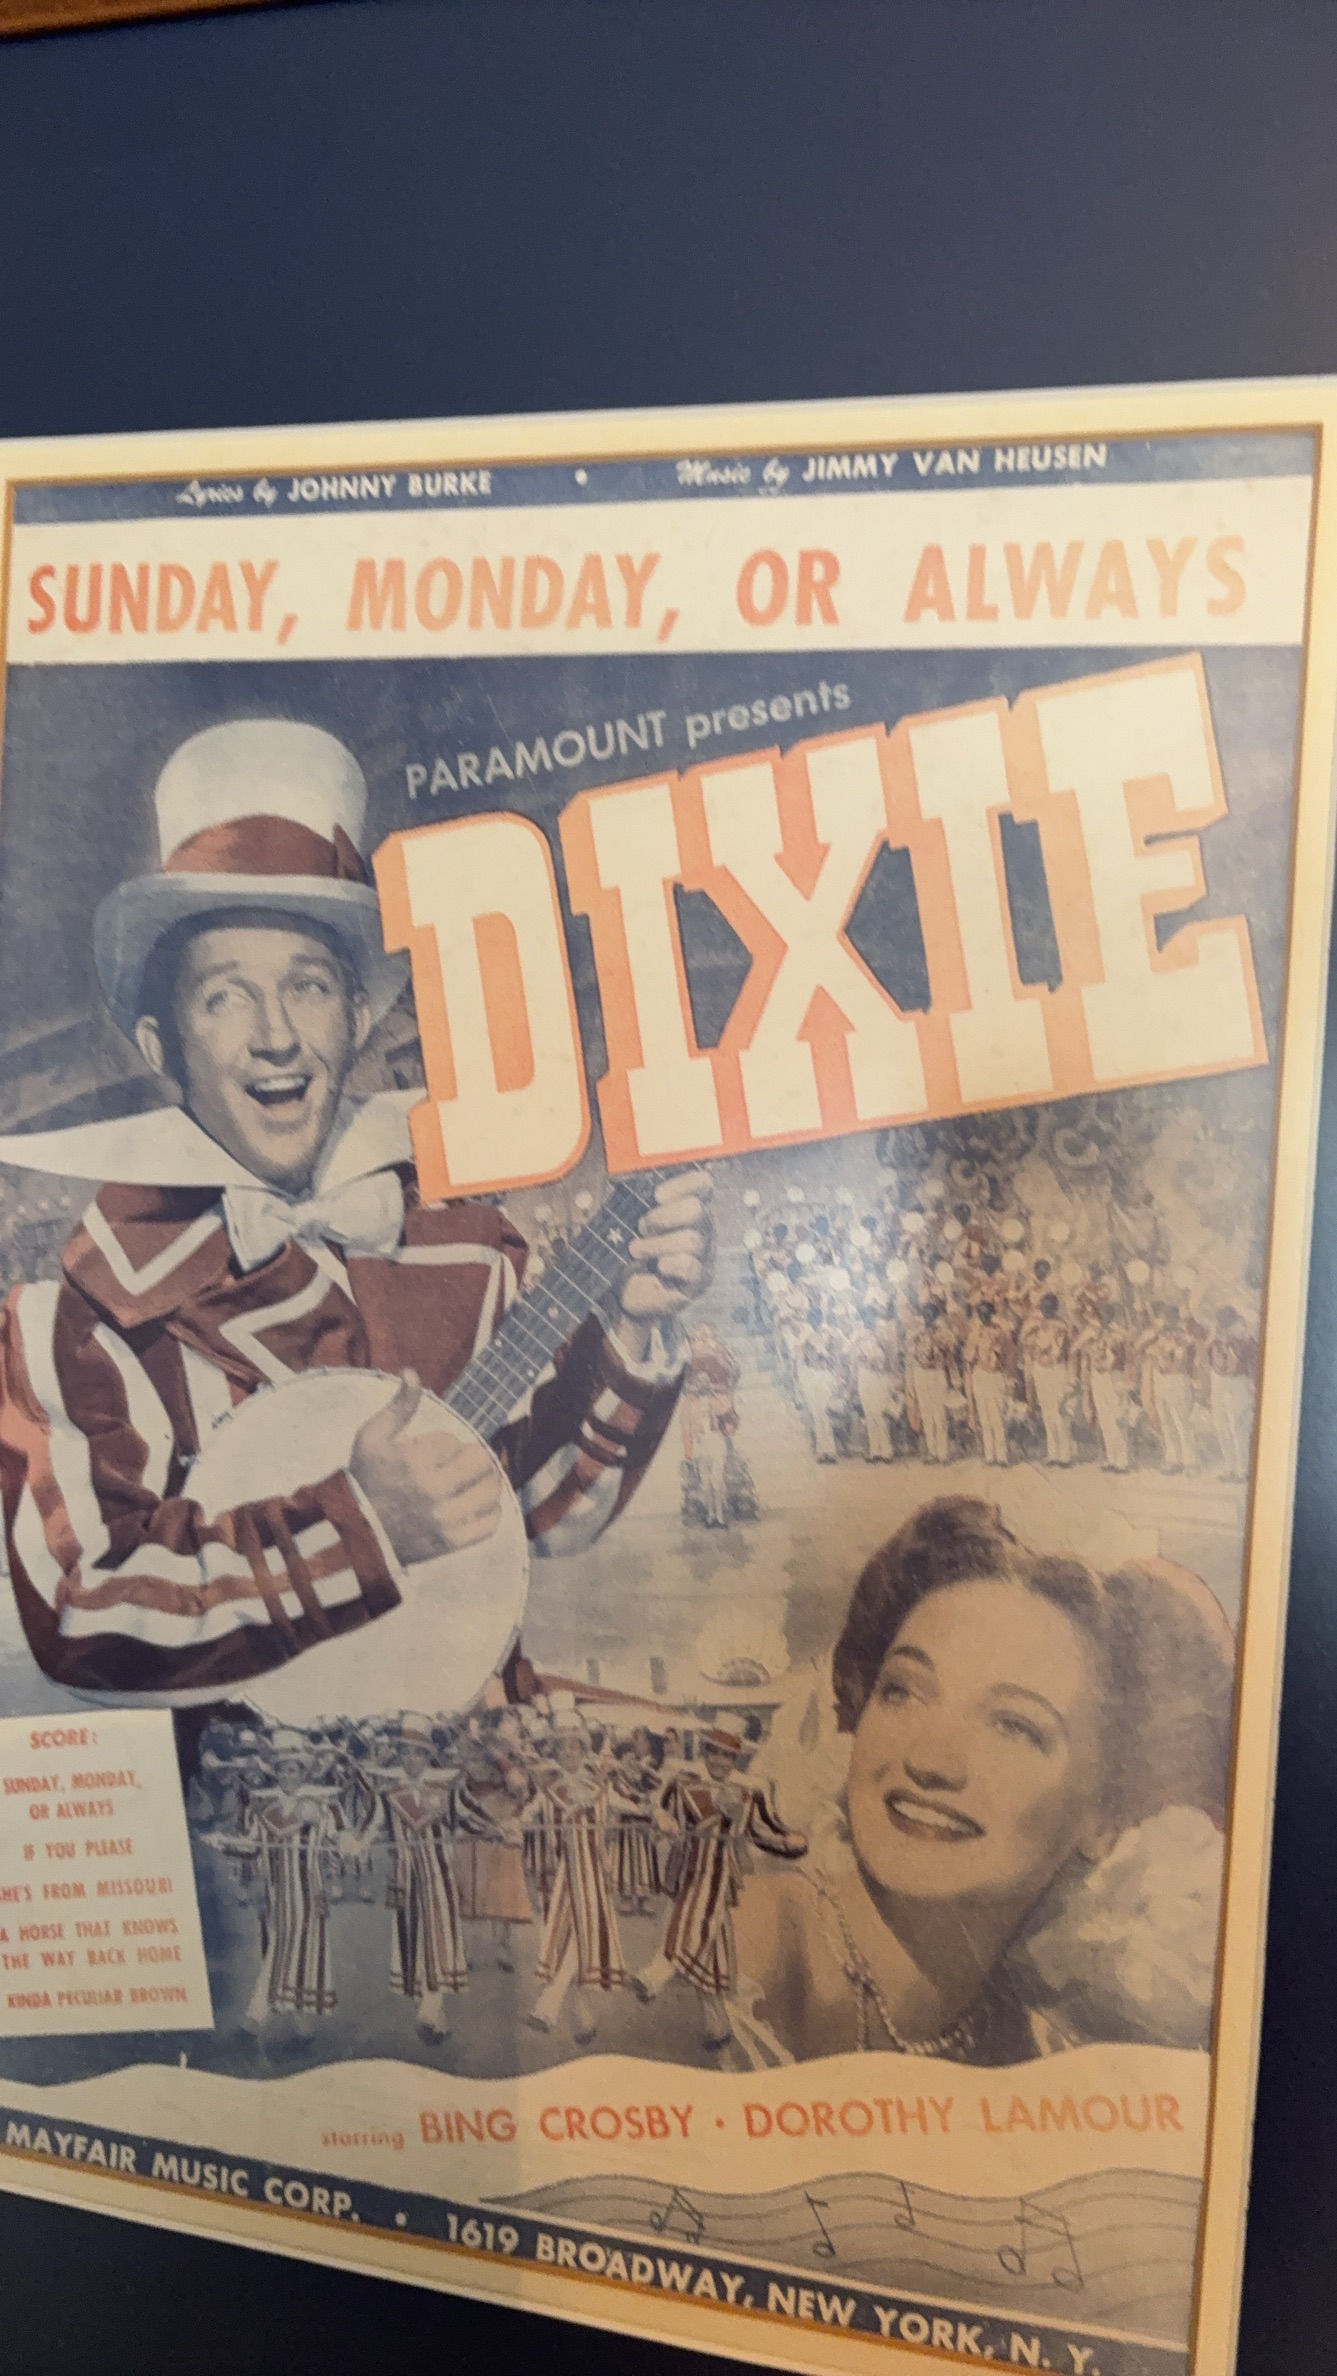 Lyrics by JOHNNY BURKE • Music by JIMMY VAN HEUSEN
SUNDAY, MONDAY, OR ALWAYS
PARAMOUNT presents
DIXIE
SCORE:
SUNDAY, MONDAY,
OR ALWAYS
IF YOU PLEASE
HE'S FROM MISSOURI
A HORSE THAT KNOWS
THE WAY BACK HOME
KINDA PECULIAR BROWN
starring BING CROSBY · DOROTHY LAMOUR
MAYFAIR MUSIC CORP. • 1619 BROADWAY, NEW YORK, N. Y.